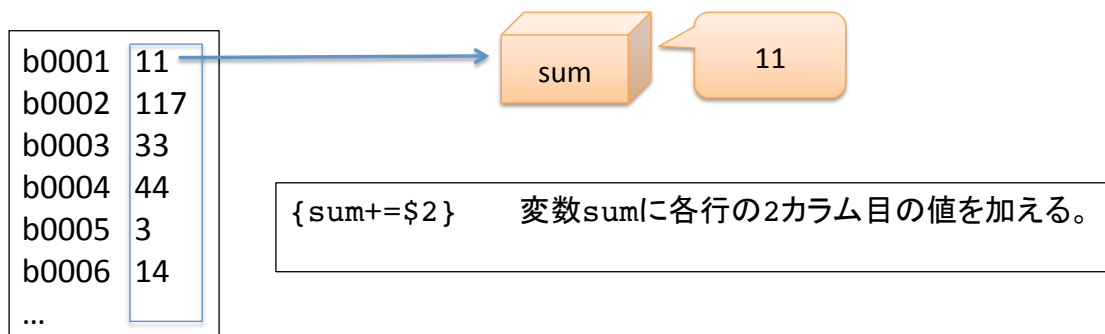 b0001 11
b0002 117
b0003 33
b0004 44
b0005 3
b0006 14
…
sum
11
{sum+=$2} 変数sumに各行の2カラム目の値を加える。